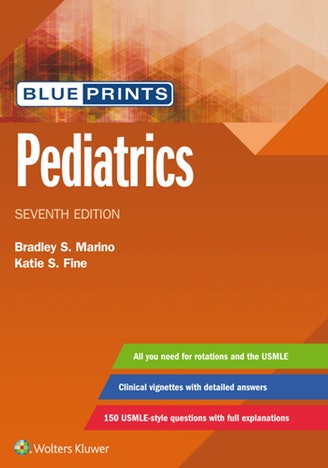 BLUEPRINTS
Pediatrics
SEVENTH EDITION
Bradley S. Marino
Katie S. Fine
All you need for rotations and the USMLE
Clinical vignettes with detailed answers
150 USMLE-style questions with full explanations
Wolters Kluwer